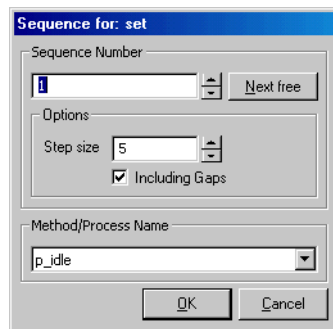 Sequence for: set
Sequence Number
1
Next free
Options
Step size 5
Including Gaps
Method/Process Name
p_idle
OK Cancel